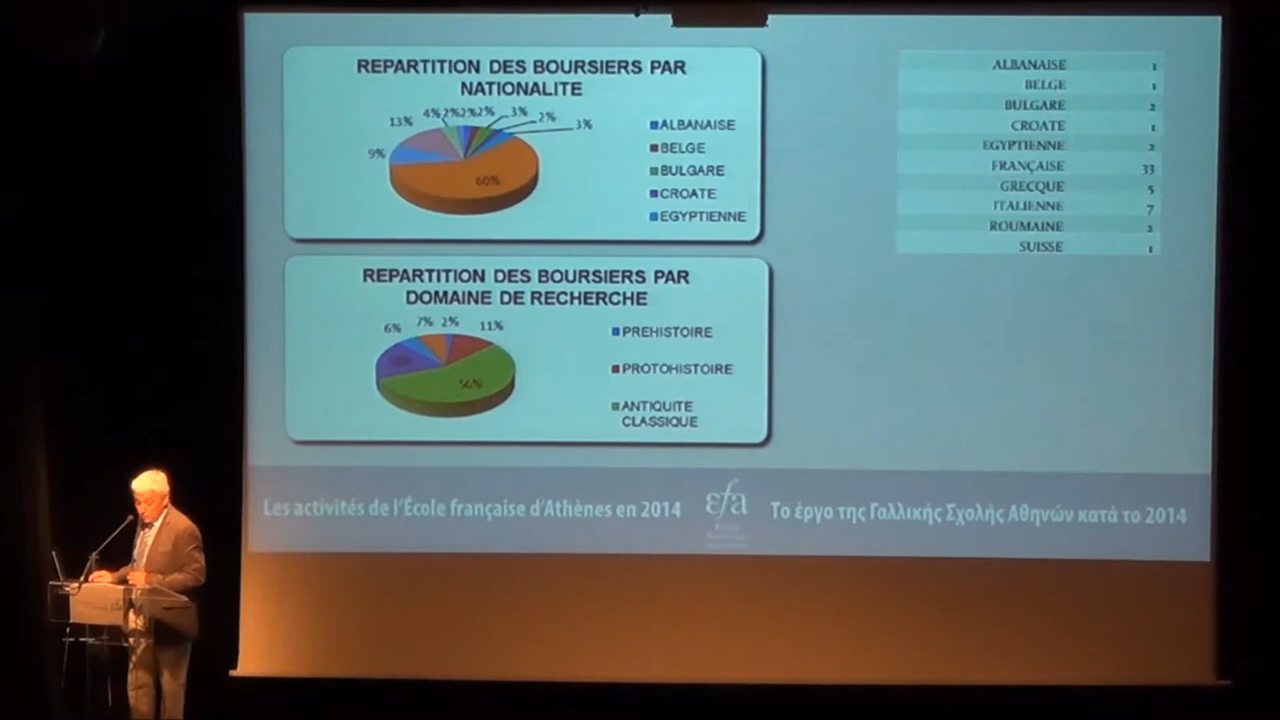 REPARTITION DES BOURSIERS PAR
NATIONALITE
13%
4%
2%
2%
2%
3%
2%
3%
9%
60%
ALBANAISE
BELGE
BULGARE
CROATE
EGYPTIENNE
ALBANAISE 1
BELGE 1
BULGARE 2
CROATE 1
EGYPTIENNE 2
FRANÇAISE 33
GRECQUE 5
ITALIENNE 7
ROUMAINE 2
SUISSE 1
REPARTITION DES BOURSIERS PAR
DOMAINE DE RECHERCHE
6%
7%
2%
11%
56%
PREHISTOIRE
PROTOHISTOIRE
ANTIQUITE
CLASSIQUE
Les activités de l'École française d'Athènes en 2014
εfa
Το έργο της Γαλλικής Σχολής Αθηνών κατά το 2014